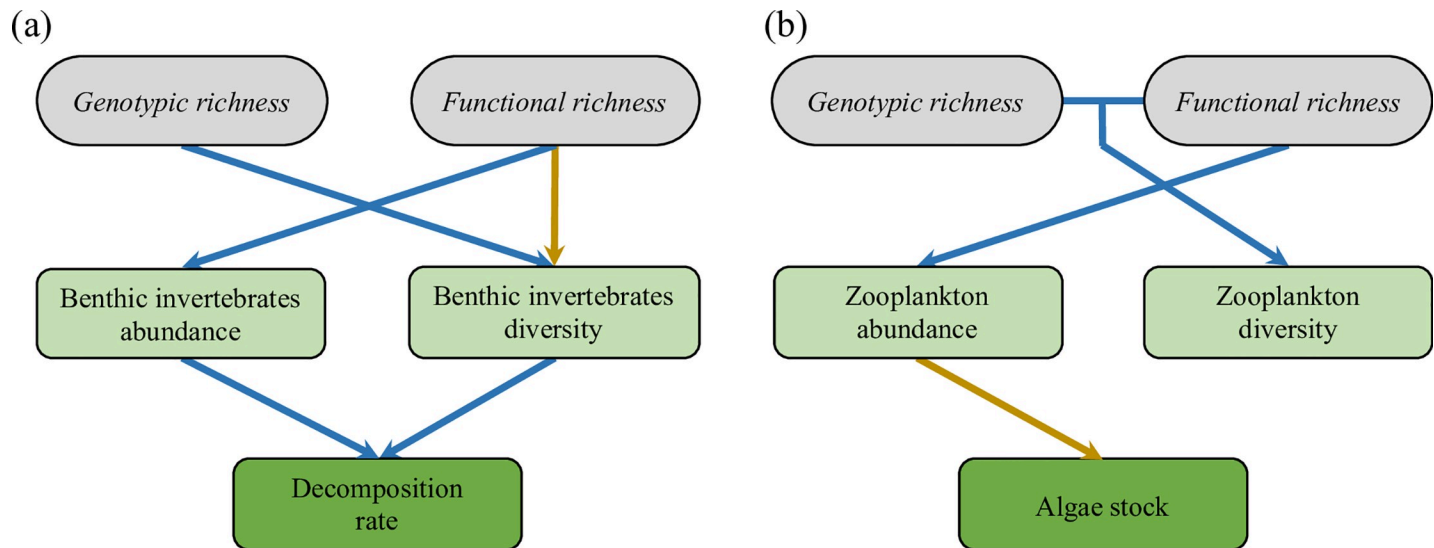 (a)
Genotypic richness
Functional richness
Benthic invertebrates
abundance
Benthic invertebrates
diversity
Decomposition
rate
(b)
Genotypic richness
Functional richness
Zooplankton
abundance
Zooplankton
diversity
Algae stock